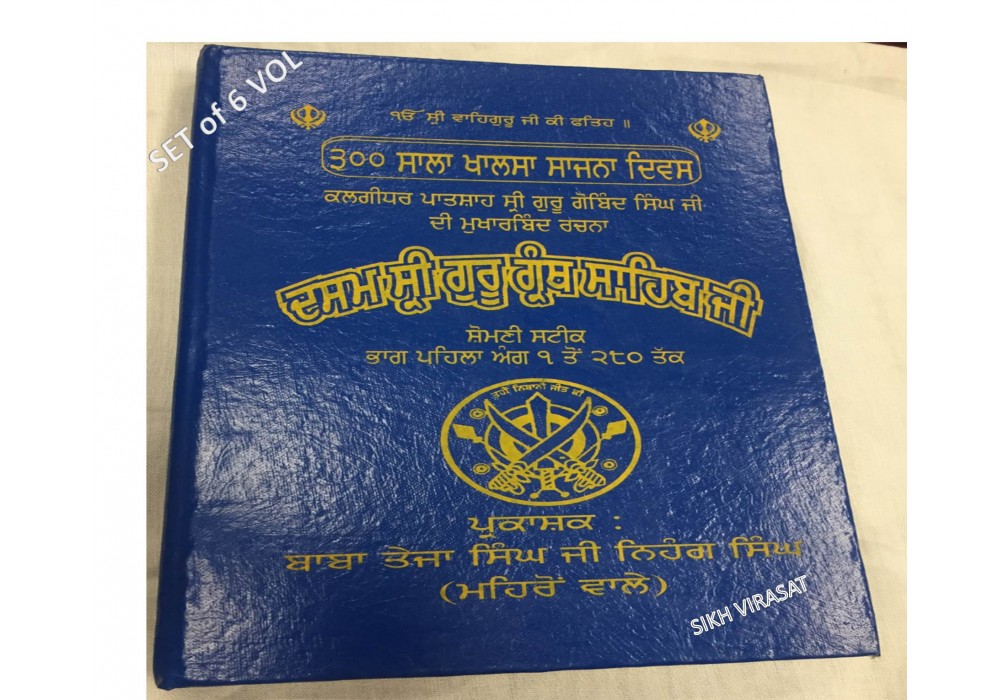 SET of 6 VOL
ੴ ਸ੍ਰੀ ਵਾਹਿਗੁਰੂ ਜੀ ਕੀ ਫਤਿਹ ॥
੩੦੦ ਸਾਲਾ ਖਾਲਸਾ ਸਾਜਨਾ ਦਿਵਸ
ਕਲਗੀਧਰ ਪਾਤਸ਼ਾਹ ਸ੍ਰੀ ਗੁਰੂ ਗੋਬਿੰਦ ਸਿੰਘ ਜੀ
ਦੀ ਮੁਖਾਰਬਿੰਦ ਰਚਨਾ
ਦਸਮ ਸ੍ਰੀ ਗੁਰੂ ਗ੍ਰੰਥ ਸਾਹਿਬ ਜੀ
ਸ਼ੋਮਣੀ ਸਟੀਕ
ਭਾਗ ਪਹਿਲਾ ਅੰਗ ੧ ਤੋਂ ੨੮੦ ਤੱਕ
ਤੁਹੀ ਨਿਸ਼ਾਨੀ ਜੀਤ ਕੀ
ਪ੍ਰਕਾਸ਼ਕ :
ਬਾਬਾ ਤੇਜਾ ਸਿੰਘ ਜੀ ਨਿਹੰਗ ਸਿੰਘ
(ਮਹਿਰੋਂ ਵਾਲੇ)
SIKH VIRASAT